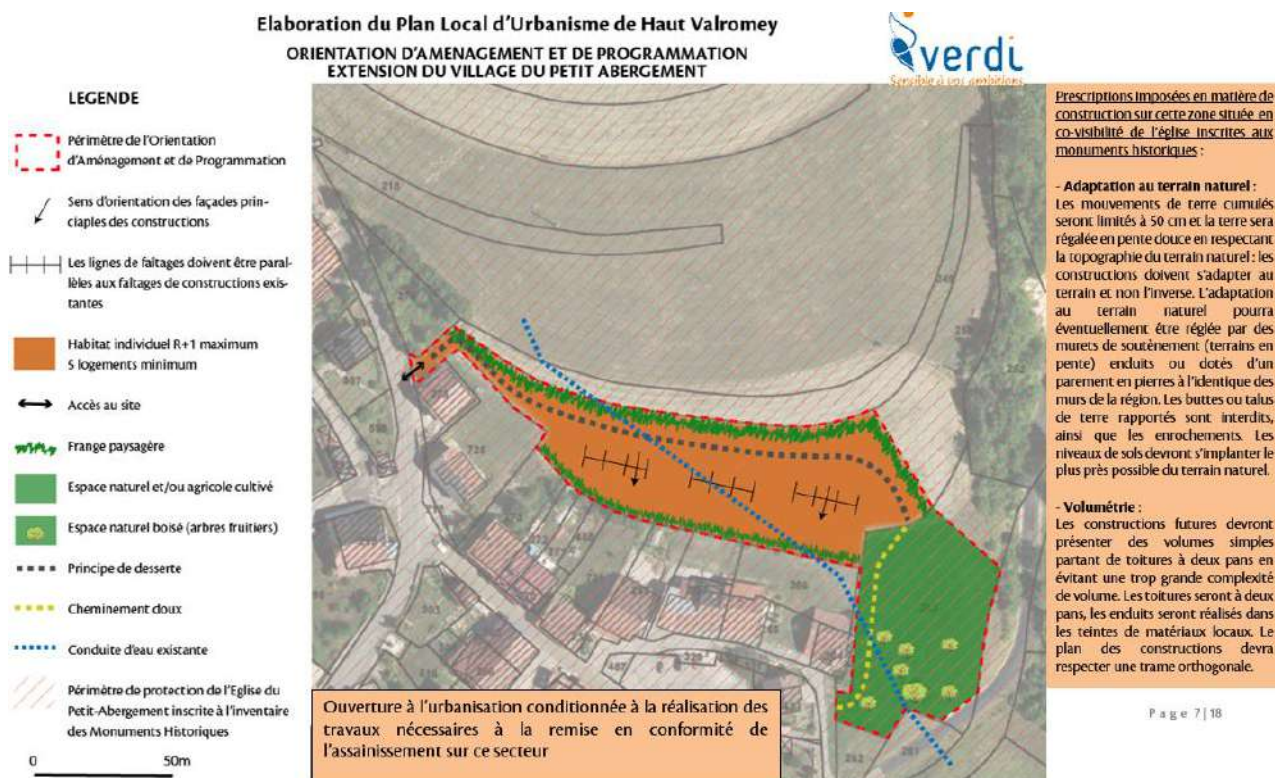 Elaboration du Plan Local d'Urbanisme de Haut Valromey
ORIENTATION D'AMENAGEMENT ET DE PROGRAMMATION
EXTENSION DU VILLAGE DU PETIT ABERGEMENT
verdi
Sensible à vos ambitions
LEGENDE
Périmètre de l'Orientation
d'Aménagement et de Programmation
Sens d'orientation des façades prin-
ciaples des constructions
Les lignes de faîtages doivent être paral-
lèles aux faîtages de constructions exis-
tantes
Habitat individuel R+1 maximum
5 logements minimum
Accès au site
Frange paysagère
Espace naturel et/ou agricole cultivé
Espace naturel boisé (arbres fruitiers)
Principe de desserte
Cheminement doux
Conduite d'eau existante
Périmètre de protection de l'Eglise du
Petit-Abergement inscrite à l'inventaire
des Monuments Historiques
0 50m
Ouverture à l'urbanisation conditionnée à la réalisation des
travaux nécessaires à la remise en conformité de
l'assainissement sur ce secteur
Prescriptions imposées en matière de
construction sur cette zone située en
co-visibilité de l'église inscrites aux
monuments historiques :
- Adaptation au terrain naturel :
Les mouvements de terre cumulés
seront limités à 50 cm et la terre sera
régalée en pente douce en respectant
la topographie du terrain naturel : les
constructions doivent s'adapter au
terrain et non l'inverse. L'adaptation
au terrain naturel pourra
éventuellement être réglée par des
murets de soutènement (terrains en
pente) enduits ou dotés d'un
parement en pierres à l'identique des
murs de la région. Les buttes ou talus
de terre rapportés sont interdits,
ainsi que les enrochements. Les
niveaux de sols devront s'implanter le
plus près possible du terrain naturel.
- Volumétrie :
Les constructions futures devront
présenter des volumes simples
partant de toitures à deux pans en
évitant une trop grande complexité
de volume. Les toitures seront à deux
pans, les enduits seront réalisés dans
les teintes de matériaux locaux. Le
plan des constructions devra
respecter une trame orthogonale.
Page 7|18